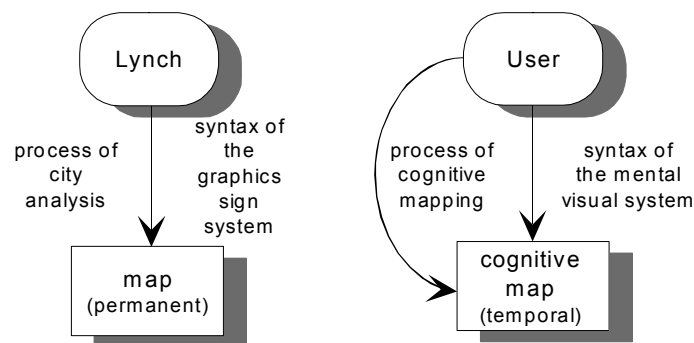 Lynch
process of
city
analysis
syntax of
the
graphics
sign
system
map
(permanent)
User
process of
cognitive
mapping
syntax of
the mental
visual system
cognitive
map
(temporal)